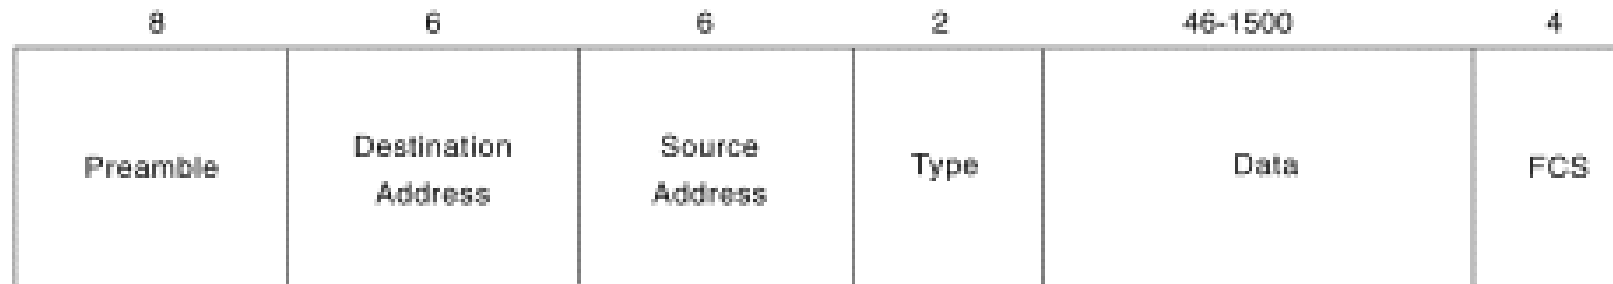 8 6 6 2 46-1500 4
Preamble
Destination
Address
Source
Address
Type
Data
FCS